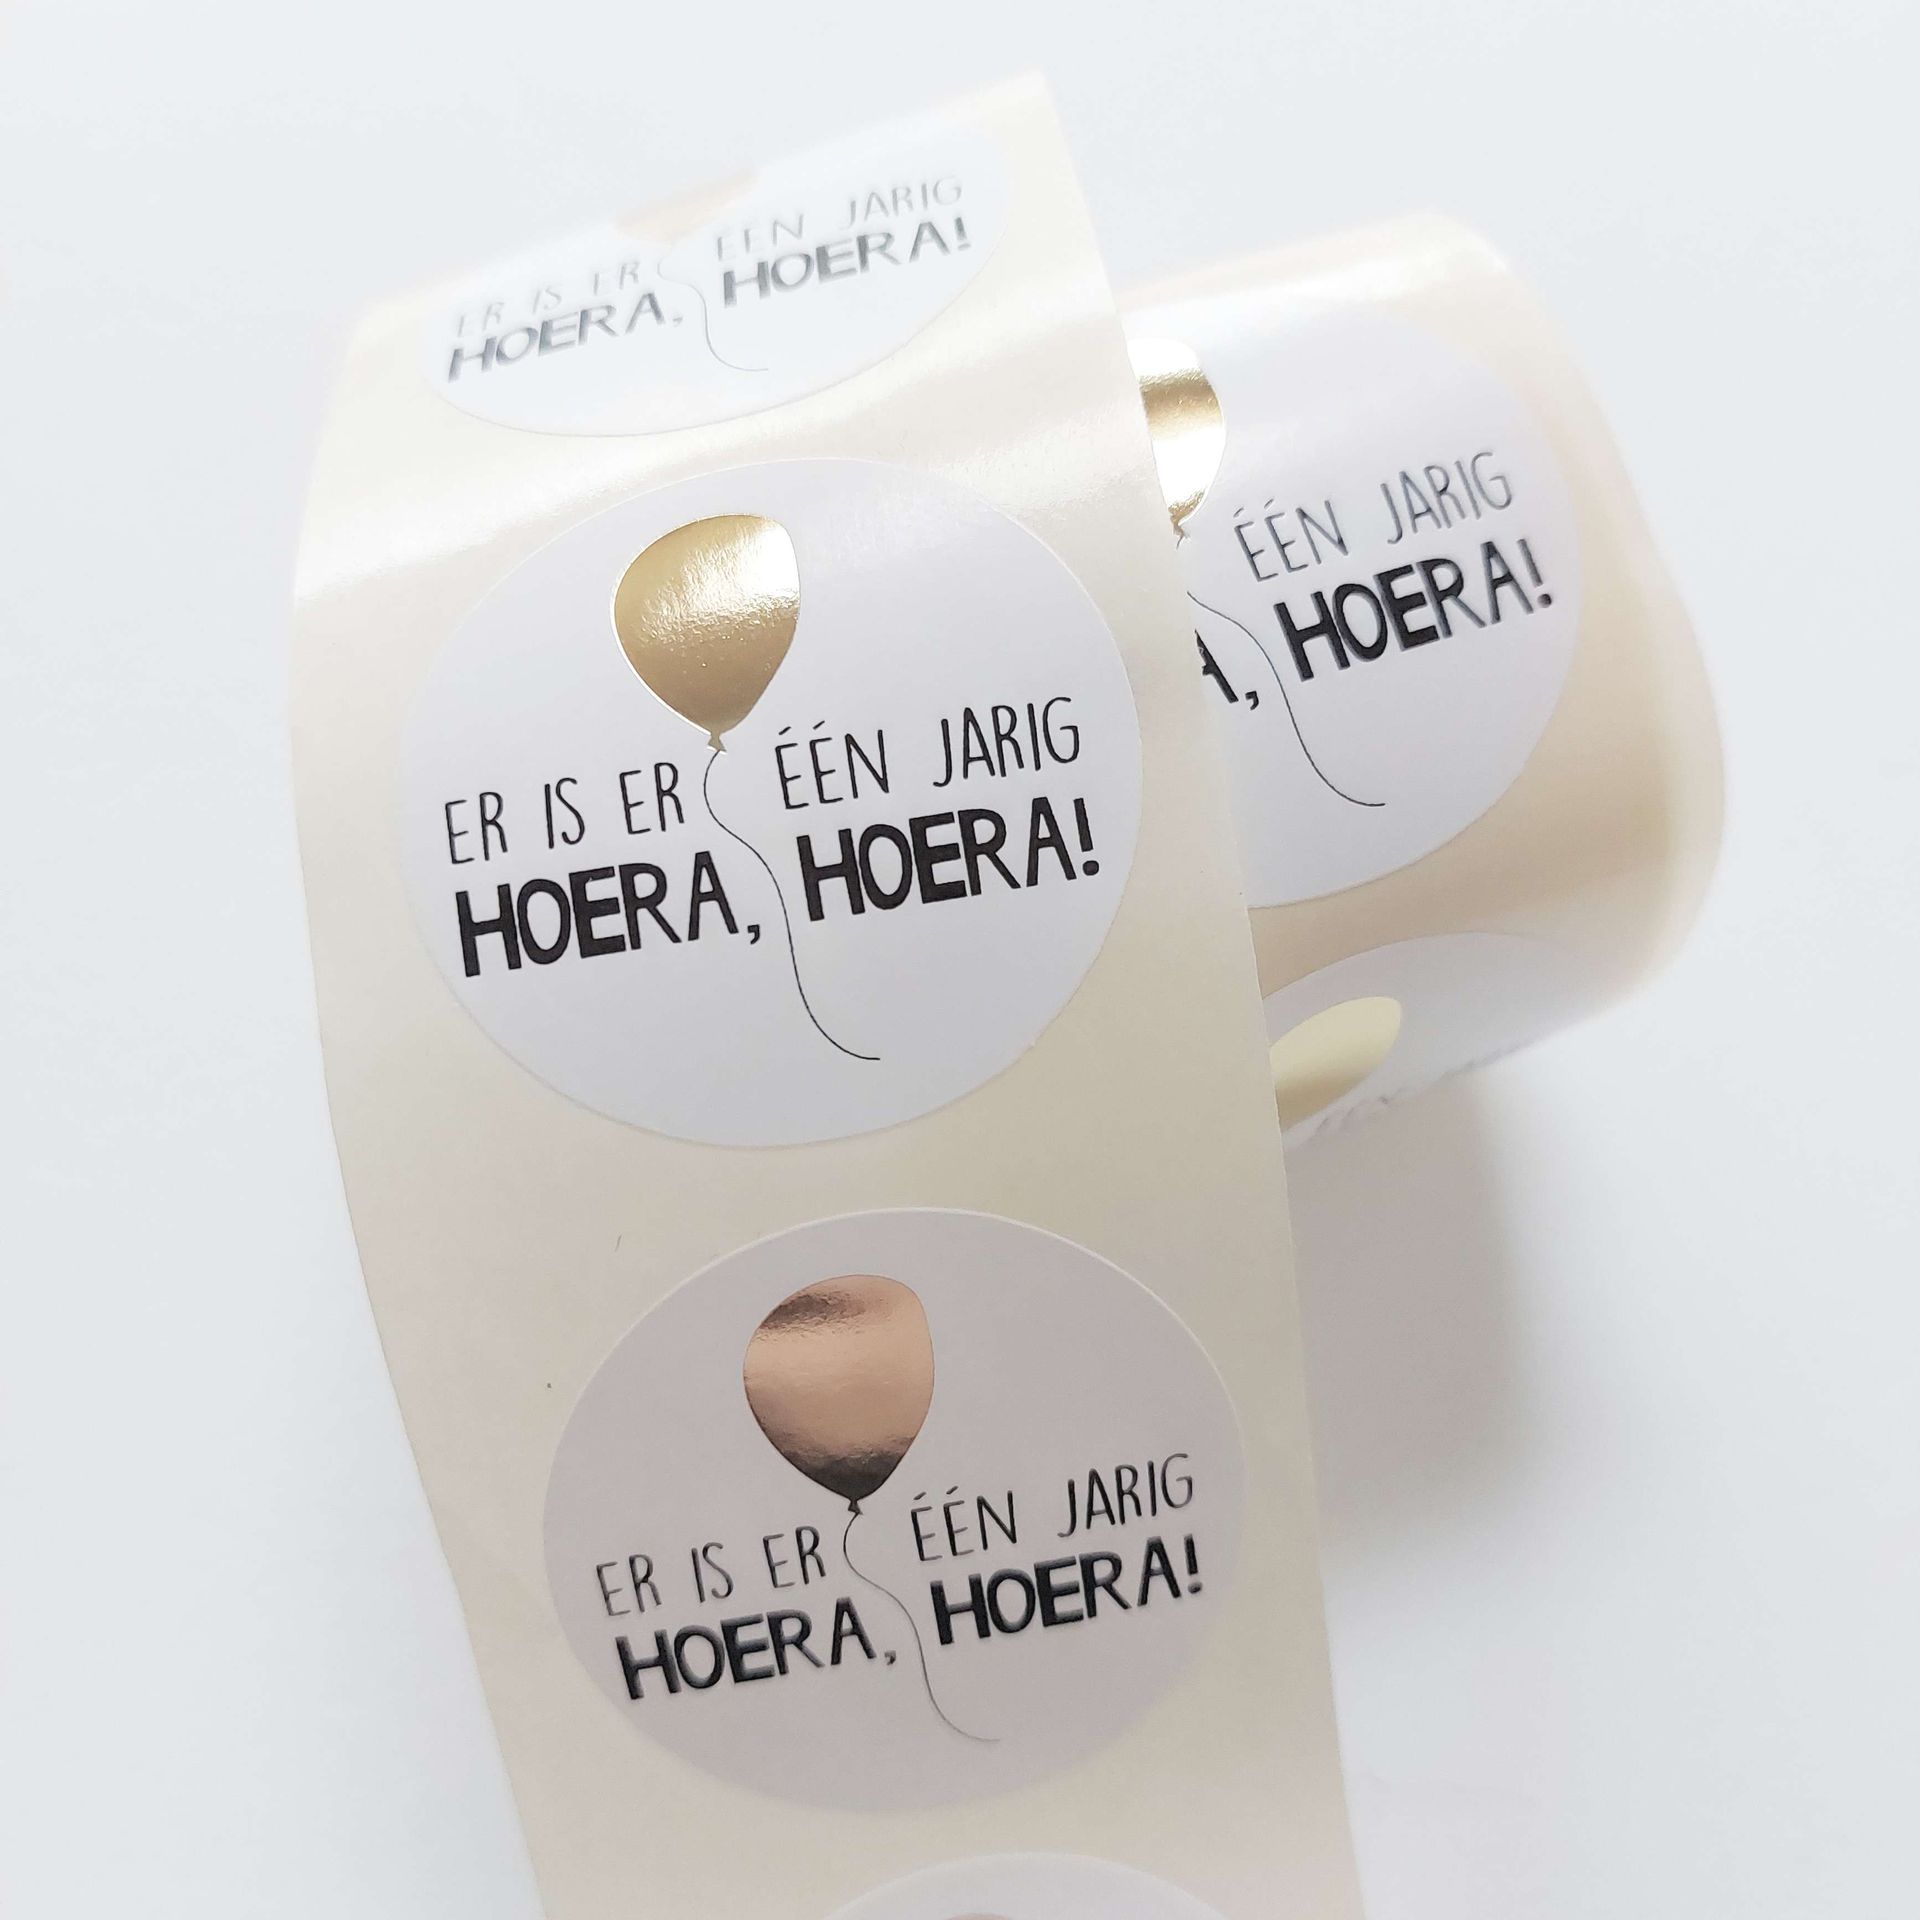 ER IS ER ÉÉN JARIG
HOERA, HOERA!
ER IS ER ÉÉN JARIG
HOERA, HOERA!
ER IS ER ÉÉN JARIG
HOERA, HOERA!
ÉÉN JARIG
A, HOERA!